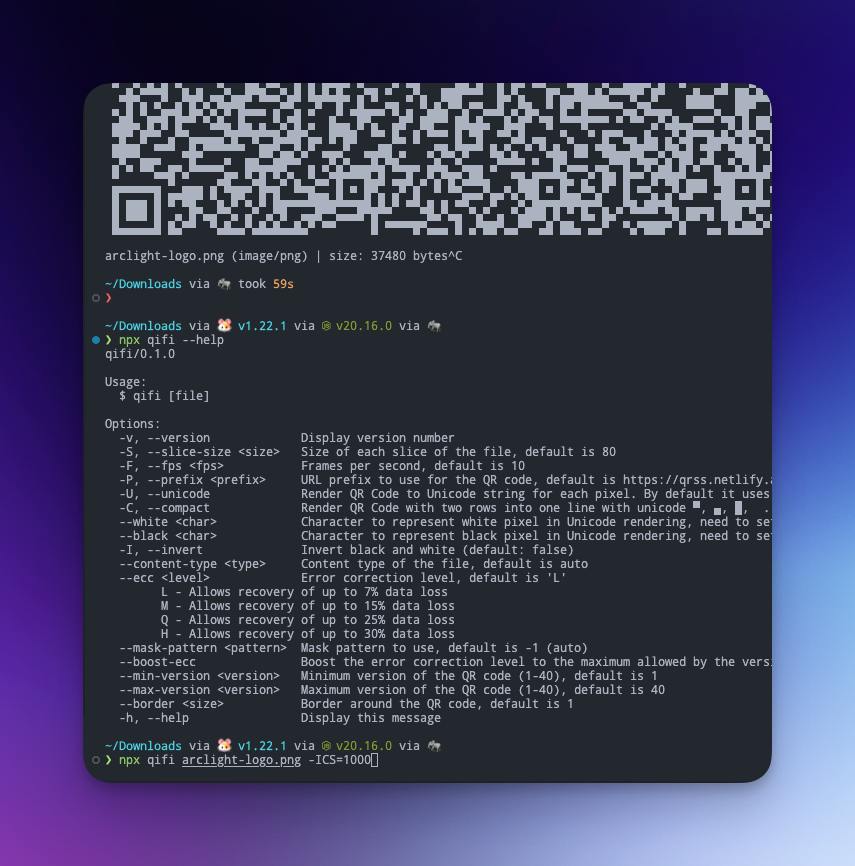 arclight-logo.png (image/png) | size: 37480 bytes^C
~/Downloads via 🐏 took 59s
❯
~/Downloads via 🐹 v1.22.1 via v20.16.0 via 🐏
❯ npx qifi --help
qifi/0.1.0
Usage:
$ qifi [file]
Options:
-v, --version Display version number
-S, --slice-size <size> Size of each slice of the file, default is 80
-F, --fps <fps> Frames per second, default is 10
-P, --prefix <prefix> URL prefix to use for the QR code, default is https://qrss.netlify.a
-U, --unicode Render QR Code to Unicode string for each pixel. By default it uses
-C, --compact Render QR Code with two rows into one line with unicode ▀, ▄, █, .
--white <char> Character to represent white pixel in Unicode rendering, need to set
--black <char> Character to represent black pixel in Unicode rendering, need to set
-I, --invert Invert black and white (default: false)
--content-type <type> Content type of the file, default is auto
--ecc <level> Error correction level, default is 'L'
L - Allows recovery of up to 7% data loss
M - Allows recovery of up to 15% data loss
Q - Allows recovery of up to 25% data loss
H - Allows recovery of up to 30% data loss
--mask-pattern <pattern> Mask pattern to use, default is -1 (auto)
--boost-ecc Boost the error correction level to the maximum allowed by the versi
--min-version <version> Minimum version of the QR code (1-40), default is 1
--max-version <version> Maximum version of the QR code (1-40), default is 40
--border <size> Border around the QR code, default is 1
-h, --help Display this message
~/Downloads via 🐹 v1.22.1 via v20.16.0 via 🐏
❯ npx qifi arclight-logo.png -ICS=1000